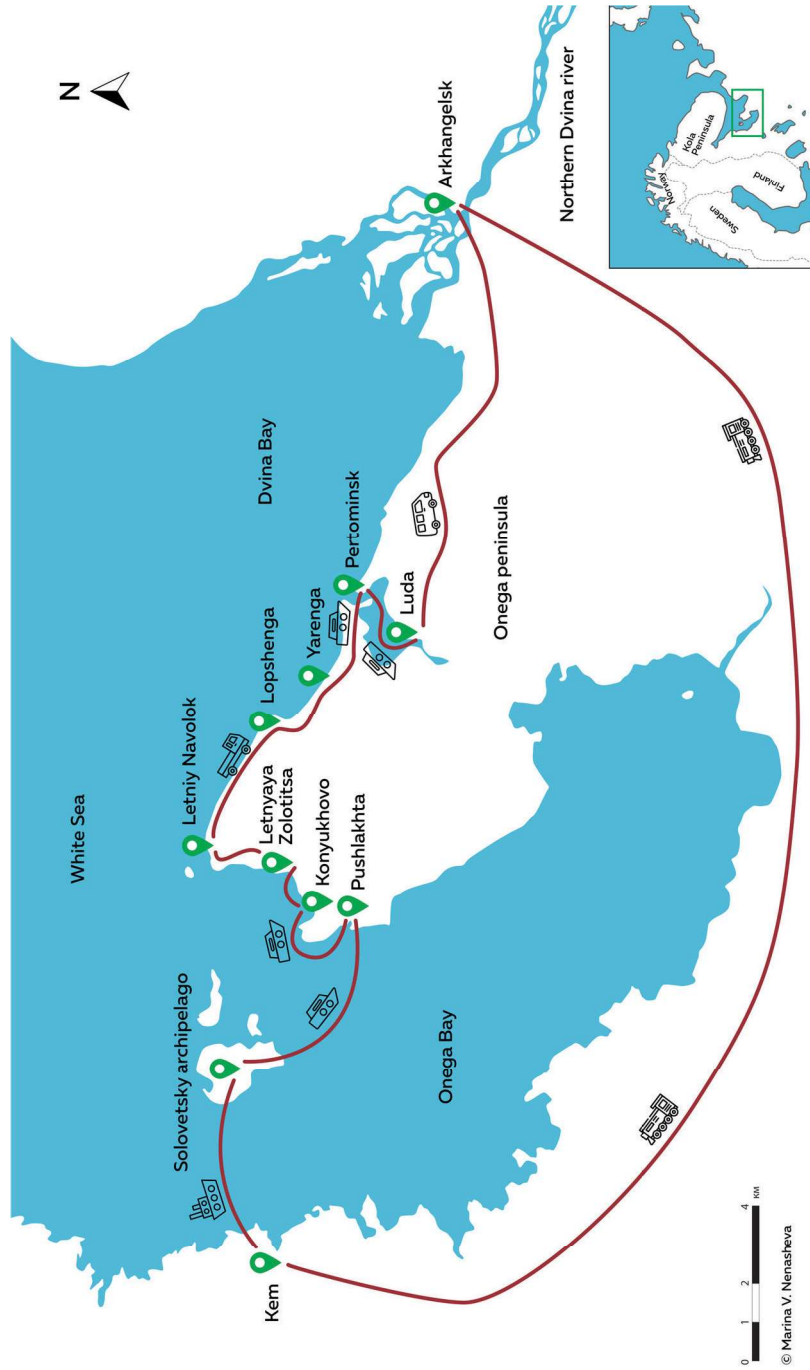 N
White Sea
Dvina Bay
Letniy Navolok
Lopshenga
Yarenga
Pertominsk
Arkhangelsk
Solovetsky archipelago
Letnyaya
Zolotitsa
Konyukhovo
Pushlakhta
Luda
Northern Dvina river
Kem
Onega Bay
Onega peninsula
Norway
Sweden
Finland
Kola
Peninsula
0 1 2 4
KM
© Marina V. Nenasheva